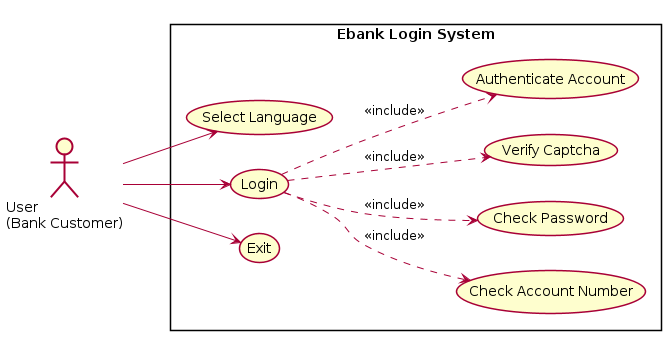 Ebank Login System
Authenticate Account
Select Language
«include»
Verify Captcha
«include»
Login
User
(Bank Customer)
«include»
Check Password
«include»
Exit
Check Account Number